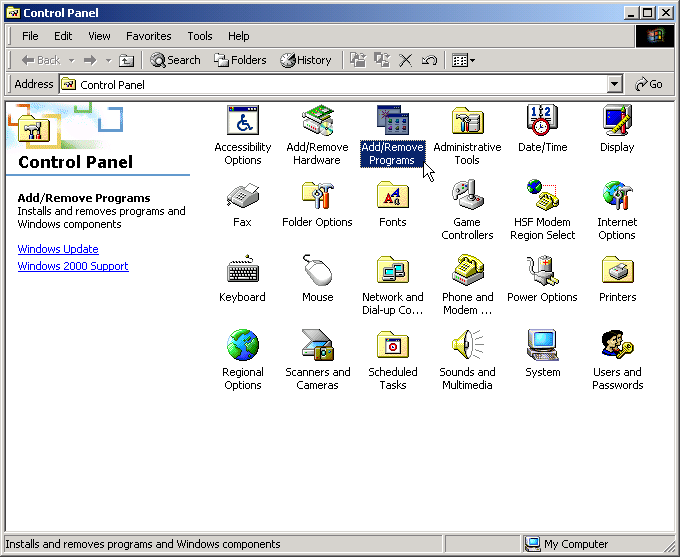 Control Panel
File Edit View Favorites Tools Help
Back Search Folders History
Address Control Panel Go
Control Panel
Add/Remove Programs
Installs and removes programs and
Windows components
Windows Update
Windows 2000 Support
Accessibility
Options
Add/Remove
Hardware
Add/Remove
Programs
Administrative
Tools
Date/Time
Display
Fax
Folder Options
Fonts
Game
Controllers
HSF Modem
Region Select
Internet
Options
Keyboard
Mouse
Network and
Dial-up Co...
Phone and
Modem ...
Power Options
Printers
Regional
Options
Scanners and
Cameras
Scheduled
Tasks
Sounds and
Multimedia
System
Users and
Passwords
Installs and removes programs and Windows components My Computer